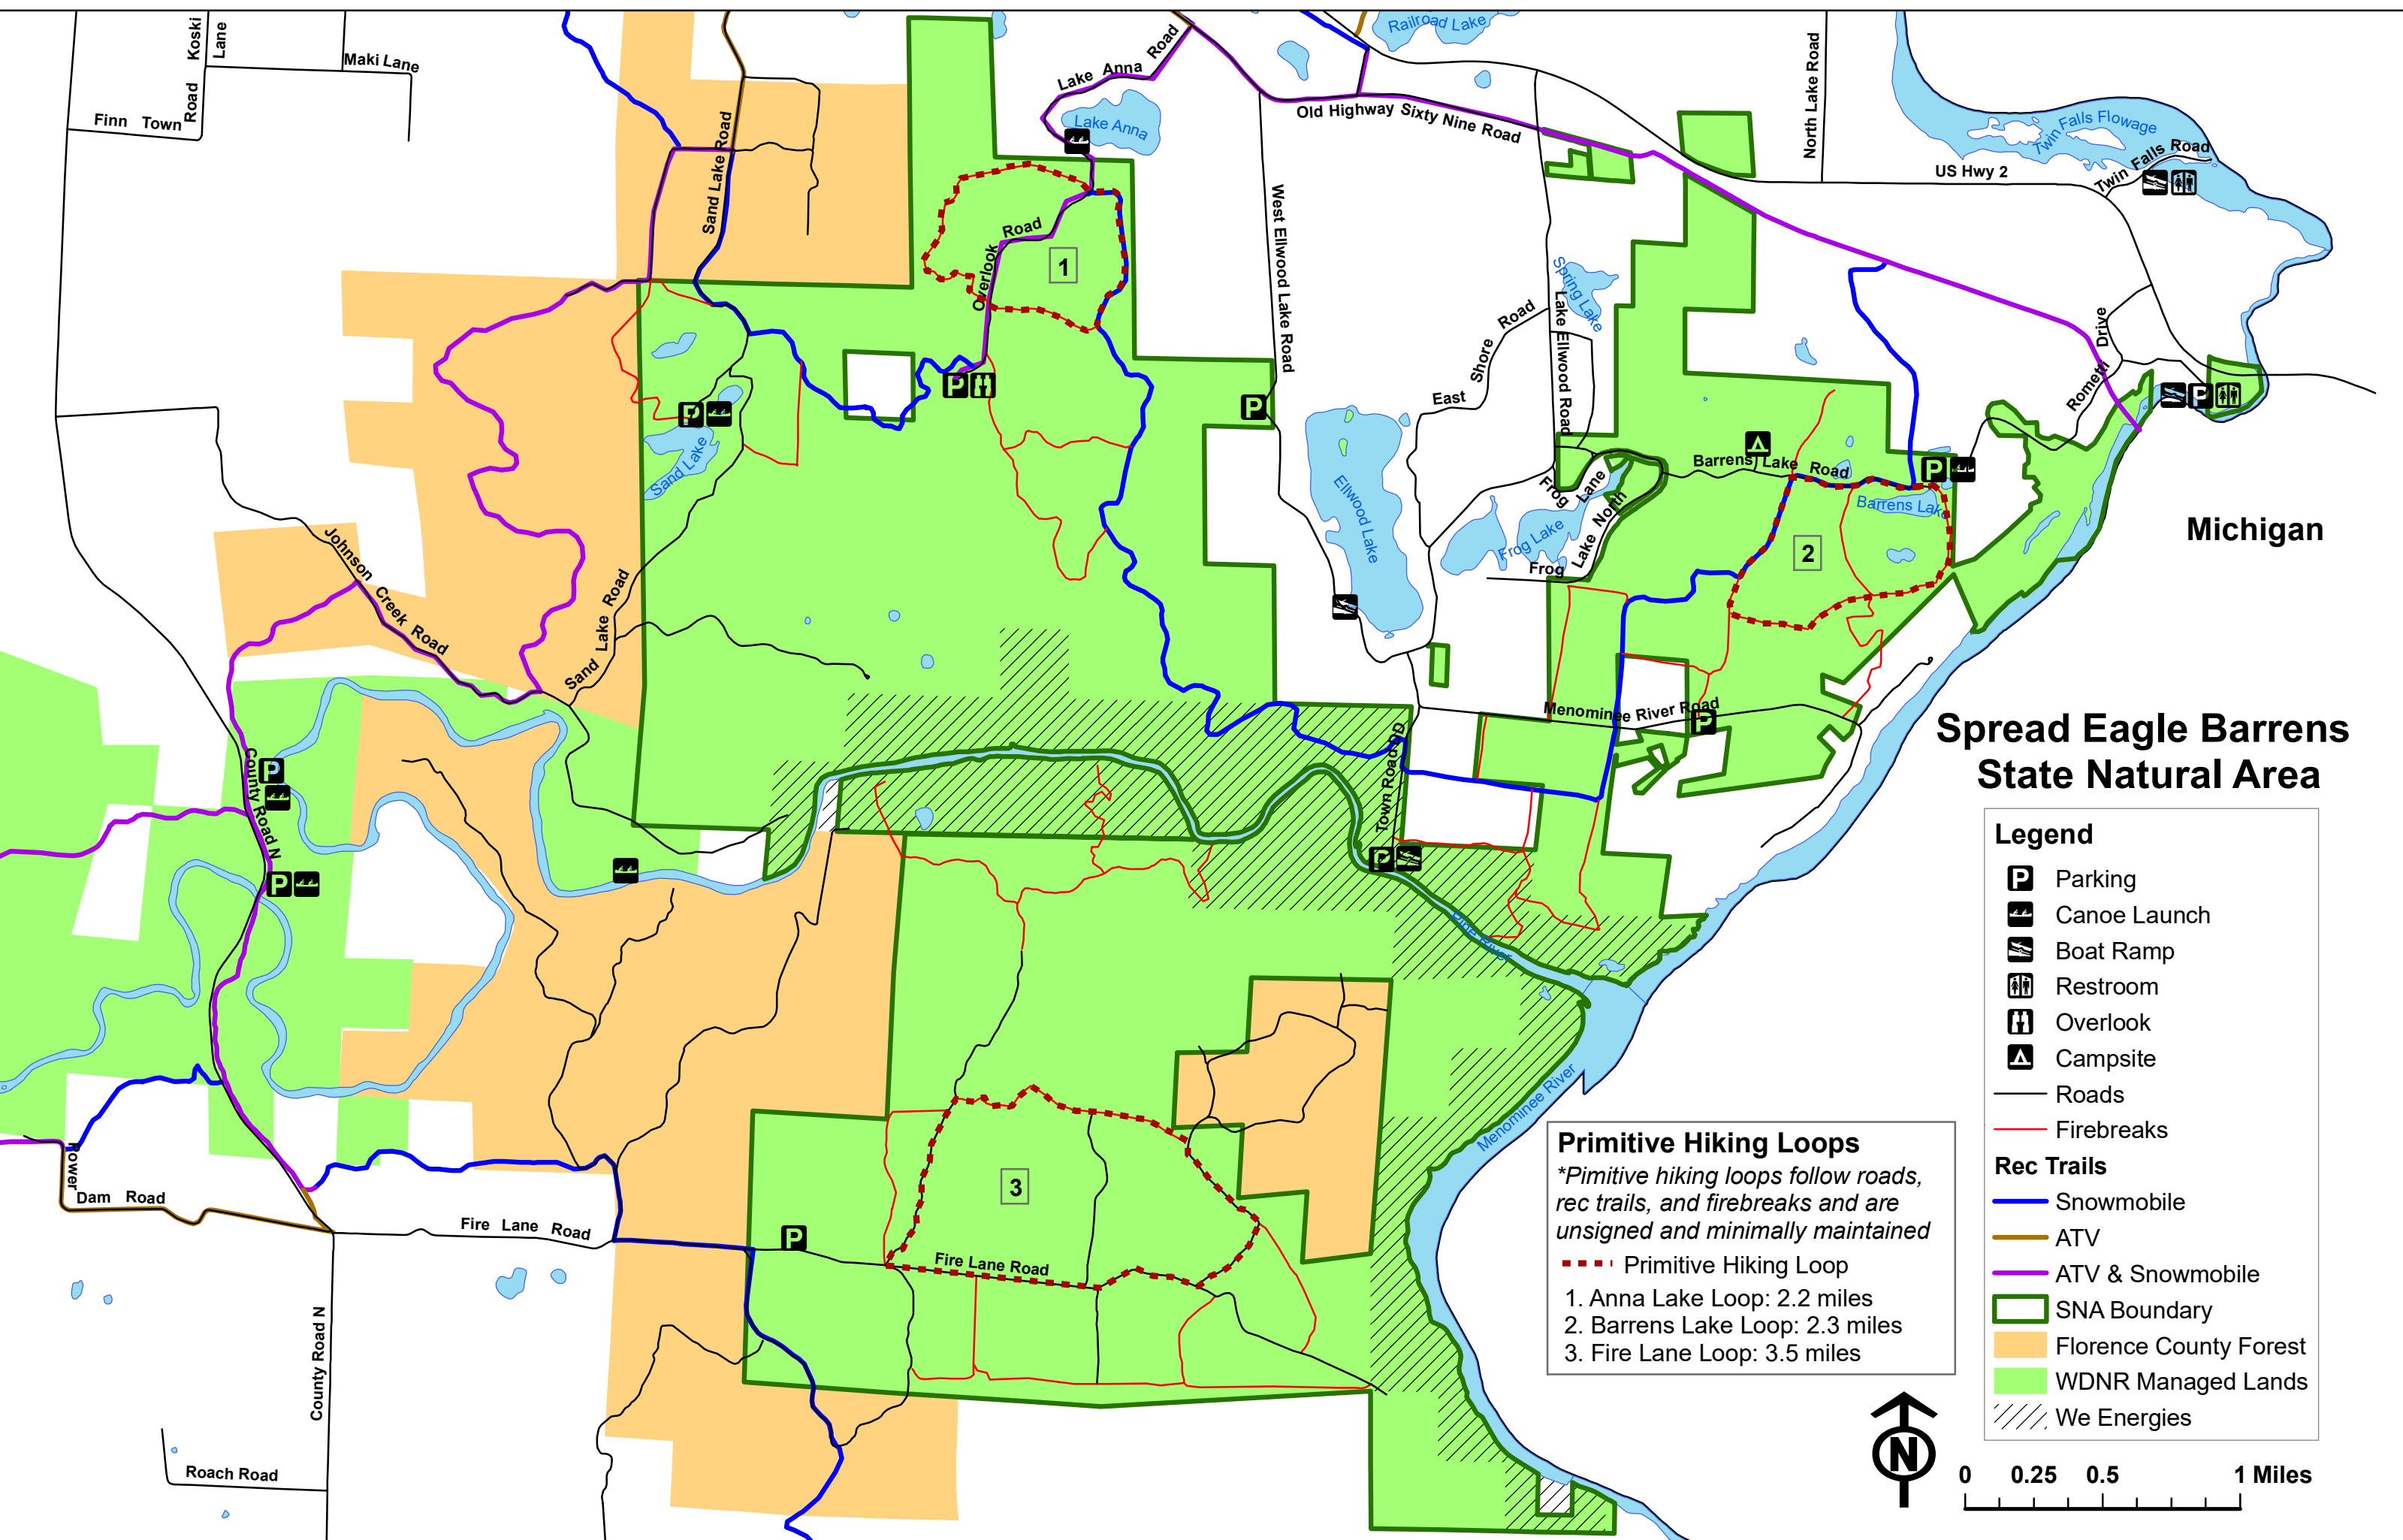 Koski
Lane
Road
Maki Lane
Finn Town
Sand Lake Road
Lake Anna Road
Lake Anna
Railroad Lake
Old Highway Sixty Nine Road
North Lake Road
Twin Falls Flowage
Twin Falls Road
US Hwy 2
West Ellwood Lake Road
Overlook Road
1
Spring Lake
Lake Ellwood Road
East Shore Road
Rometti Drive
Sand Lake
Ellwood Lake
Barrens Lake Road
Frog Lane
Barrens Lake
Frog Lake
Frog Lake North
2
Michigan
Johnson Creek Road
Sand Lake Road
Menominee River Road
Town Road DD
County Road N
Pine River
Menominee River
Power
Dam Road
Fire Lane Road
3
Fire Lane Road
County Road N
Roach Road
Spread Eagle Barrens
State Natural Area
Legend
P Parking
Canoe Launch
Boat Ramp
Restroom
Overlook
Campsite
Roads
Firebreaks
Rec Trails
Snowmobile
ATV
ATV & Snowmobile
SNA Boundary
Florence County Forest
WDNR Managed Lands
We Energies
Primitive Hiking Loops
*Pimitive hiking loops follow roads,
rec trails, and firebreaks and are
unsigned and minimally maintained
Primitive Hiking Loop
1. Anna Lake Loop: 2.2 miles
2. Barrens Lake Loop: 2.3 miles
3. Fire Lane Loop: 3.5 miles
N
0 0.25 0.5 1 Miles
P
P
P
P
P
P
P
P
P
P